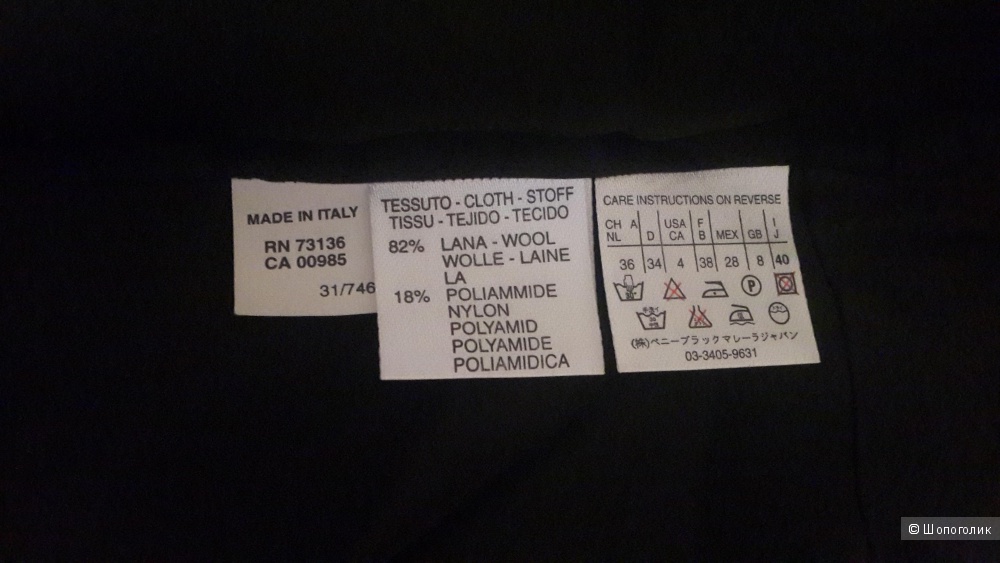 MADE IN ITALY
RN 73136
CA 00985
31/746
TESSUTO - CLOTH - STOFF
TISSU - TEJIDO - TECIDO
82% LANA - WOOL
WOLLE - LAINE
LA
18% POLIAMMIDE
NYLON
POLYAMID
POLYAMIDE
POLIAMIDICA
CARE INSTRUCTIONS ON REVERSE
CH A USA F I
NL D CA B MEX GB J
36 34 4 38 28 8 40
P
(株)ペニーブラックマレーラジャパン
03-3405-9631
© Шопоголик